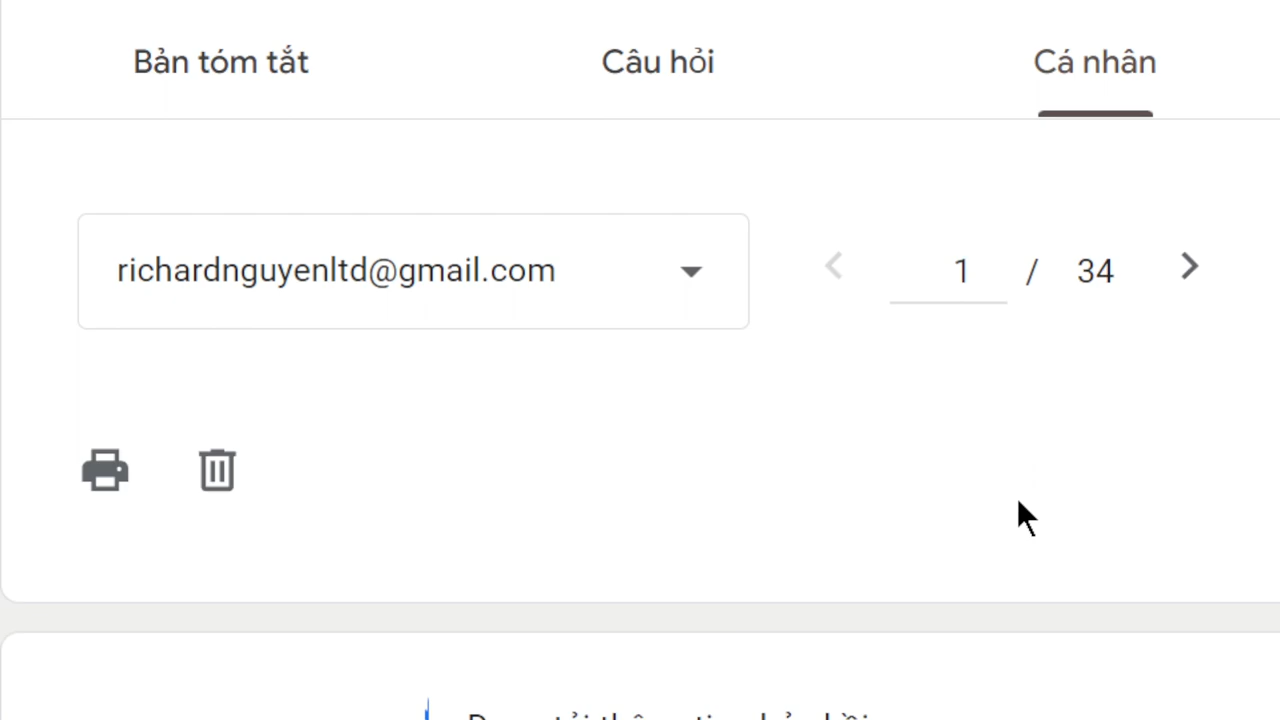 Bản tóm tắt Câu hỏi Cá nhân
richardnguyenltd@gmail.com 1 / 34